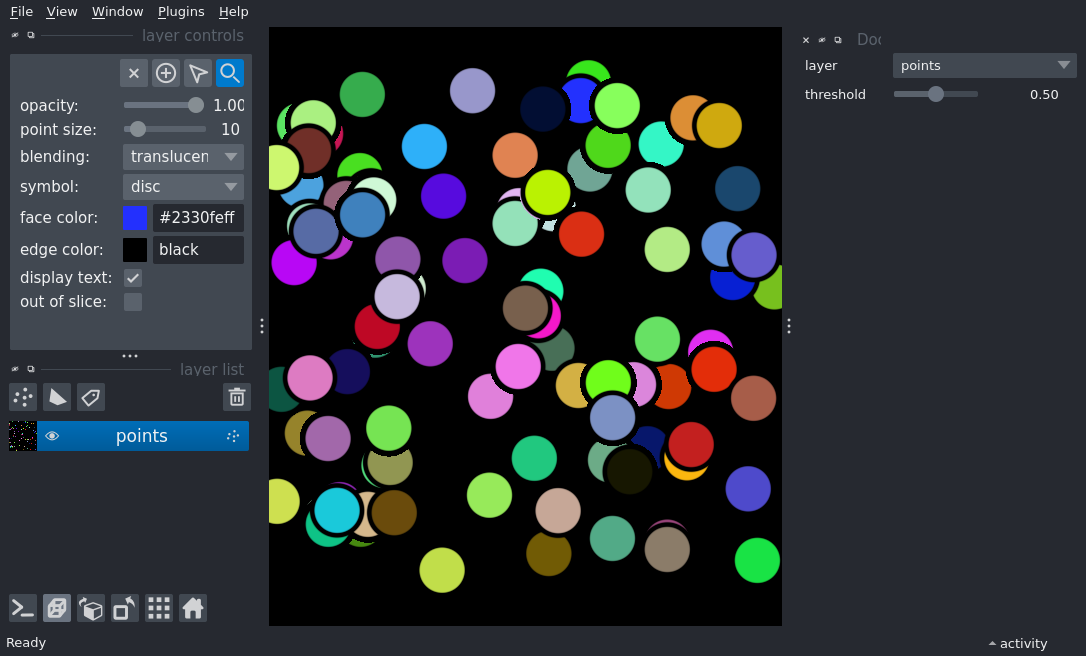 File View Window Plugins Help
layer controls
opacity: 1.00
point size: 10
blending: translucen
symbol: disc
face color: #2330feff
edge color: black
display text:
out of slice:
layer list
points
Ready
Doc
layer points
threshold 0.50
activity